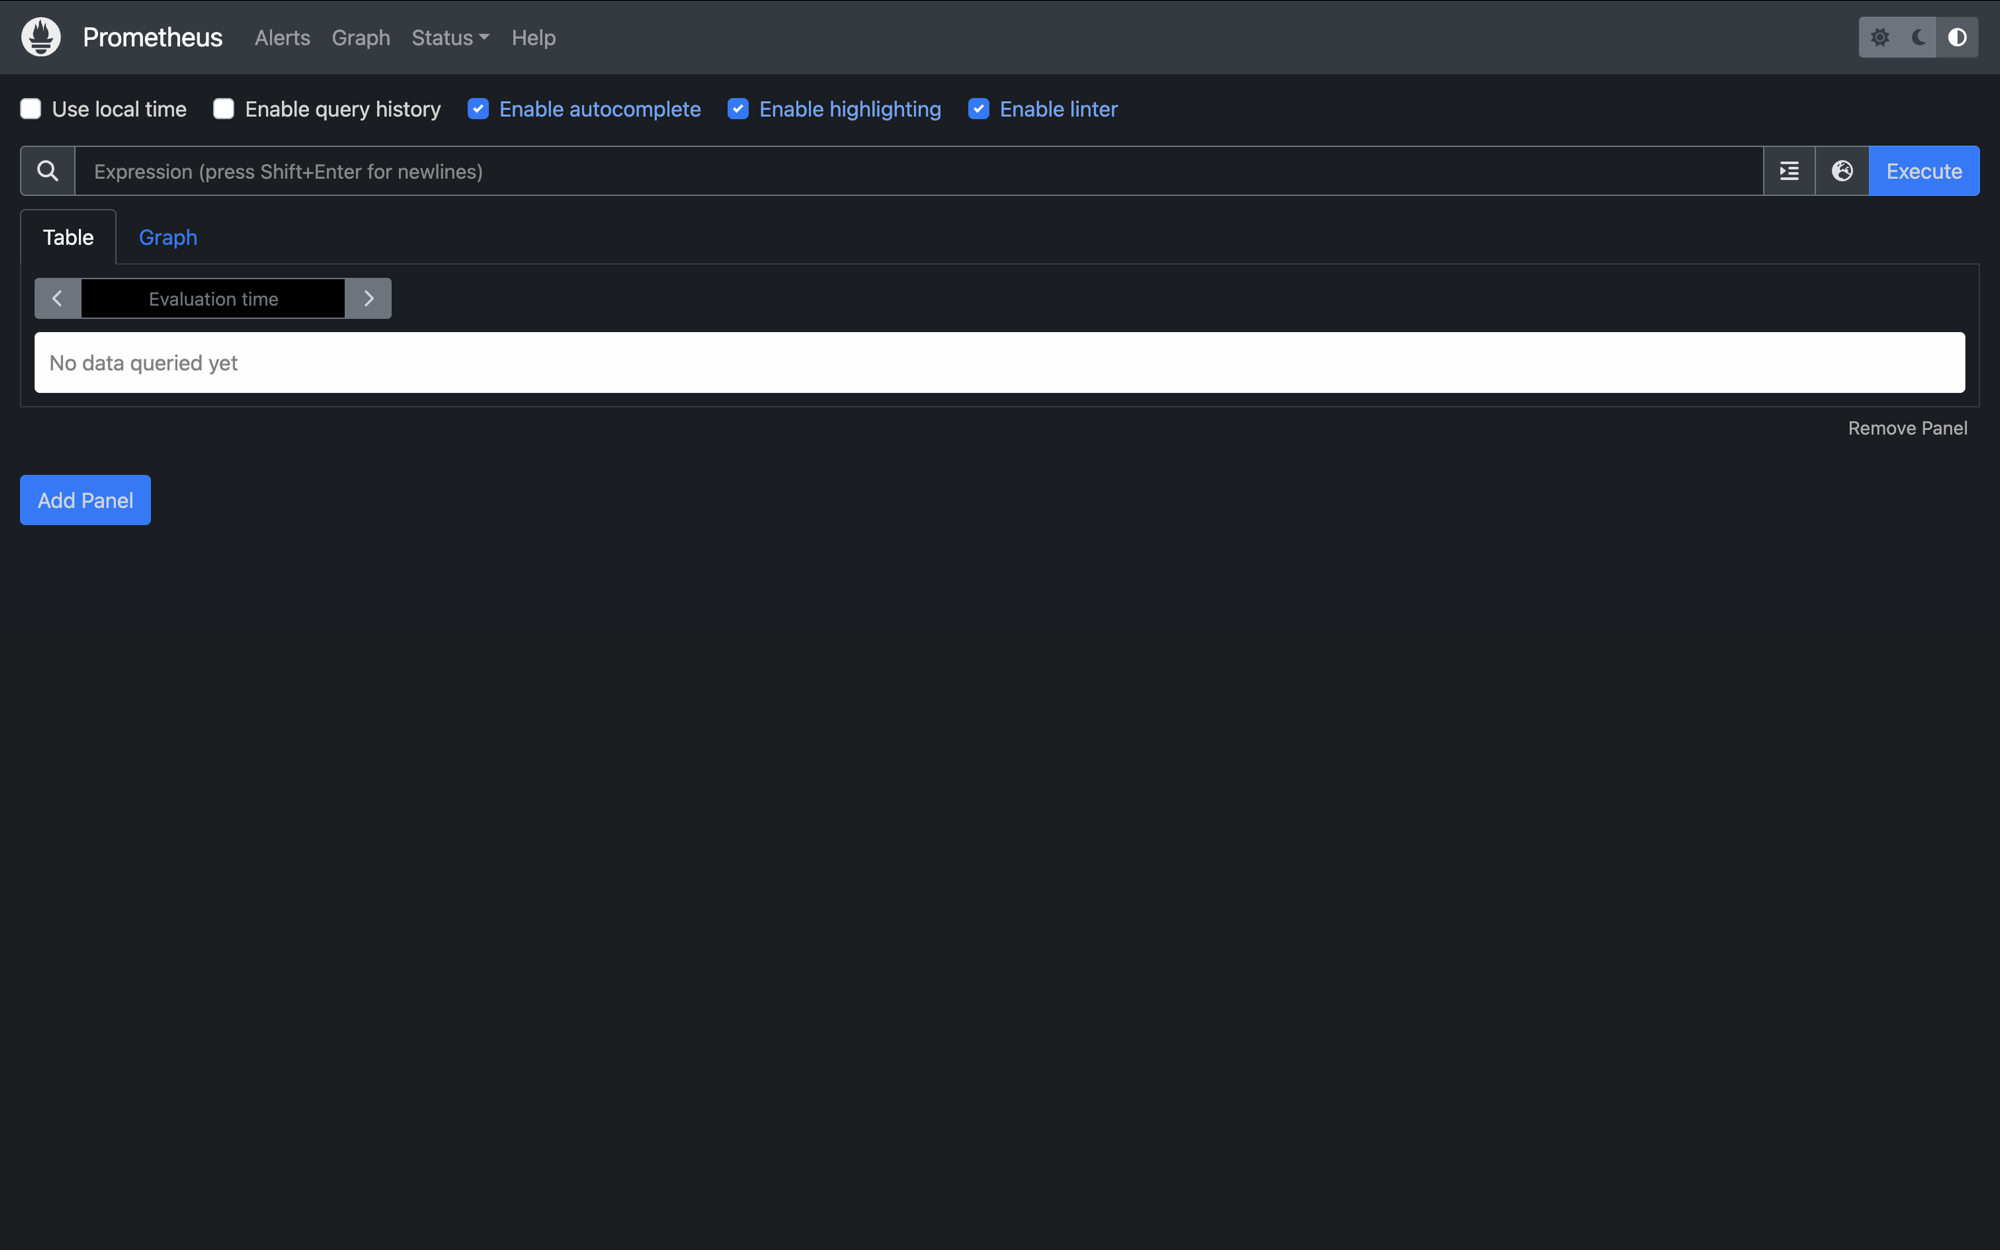 Prometheus Alerts Graph Status Help
Use local time Enable query history Enable autocomplete Enable highlighting Enable linter
Expression (press Shift+Enter for newlines) Execute
Table Graph
Evaluation time
No data queried yet
Remove Panel
Add Panel